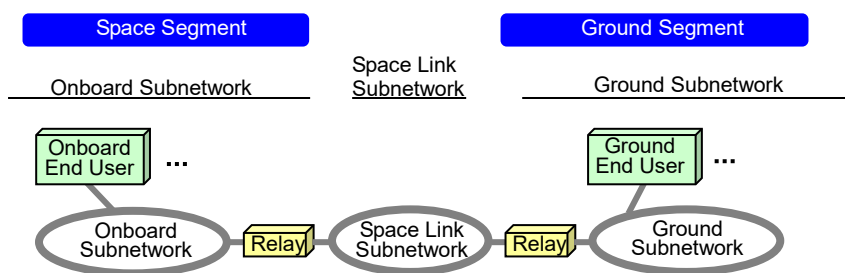 Space Segment
Ground Segment
Onboard Subnetwork
Space Link
Subnetwork
Ground Subnetwork
Onboard
End User
...
Ground
End User
...
Onboard
Subnetwork
Relay
Space Link
Subnetwork
Relay
Ground
Subnetwork